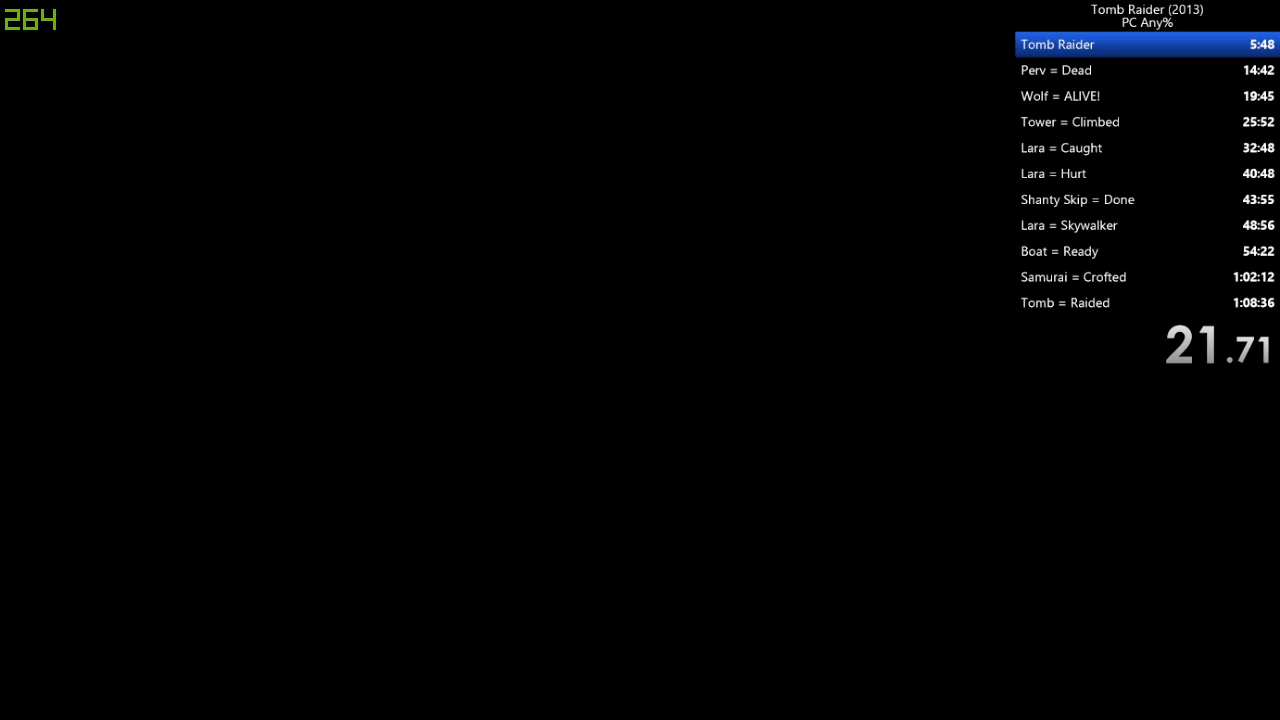 264
Tomb Raider (2013)
PC Any%
Tomb Raider 5:48
Perv = Dead 14:42
Wolf = ALIVE! 19:45
Tower = Climbed 25:52
Lara = Caught 32:48
Lara = Hurt 40:48
Shanty Skip = Done 43:55
Lara = Skywalker 48:56
Boat = Ready 54:22
Samurai = Crofted 1:02:12
Tomb = Raided 1:08:36
21.71